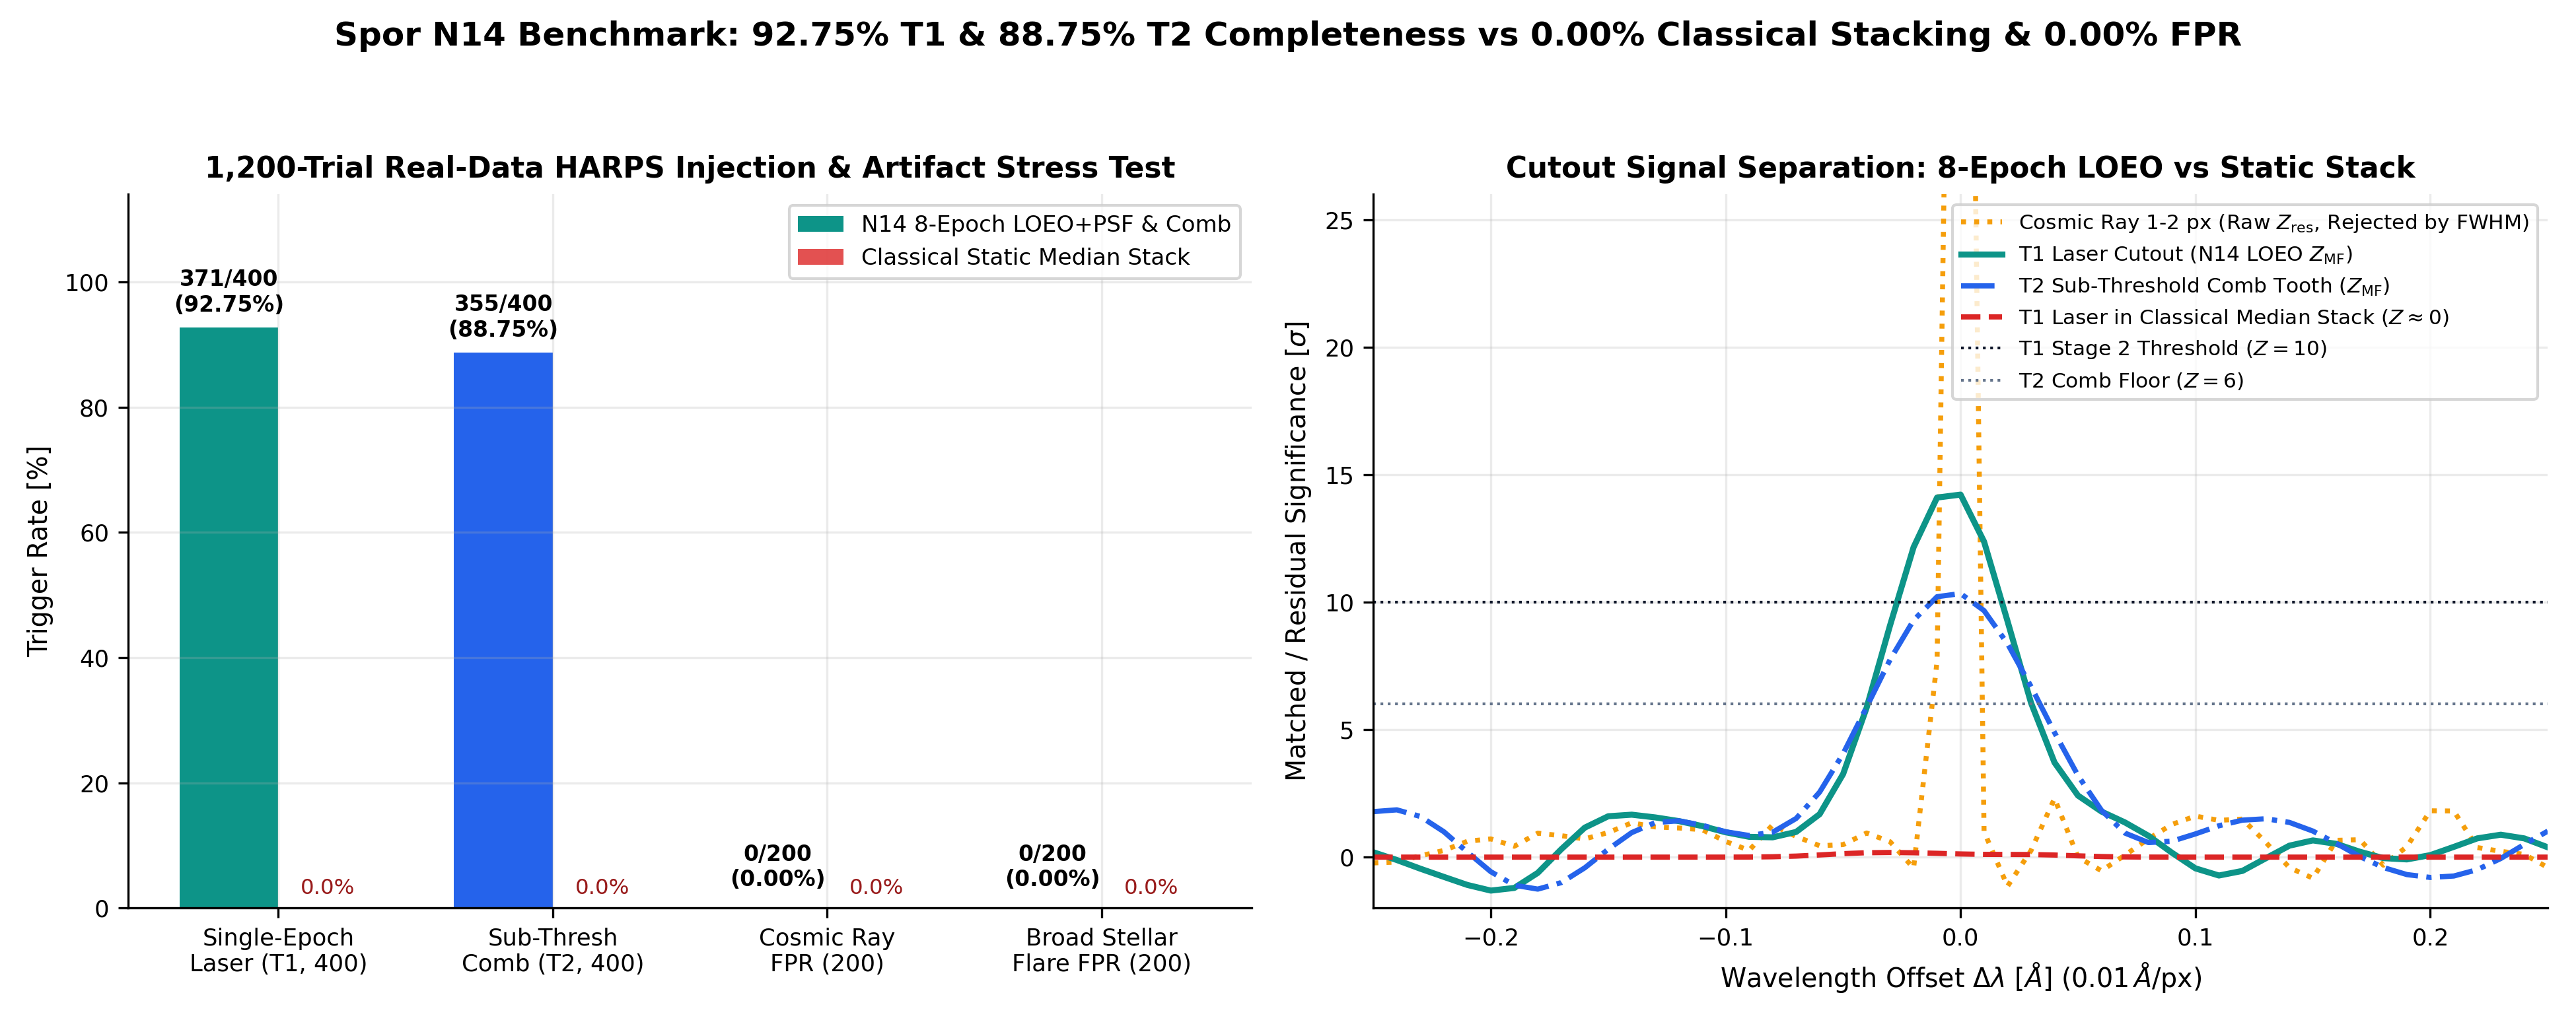 Spor N14 Benchmark: 92.75% T1 & 88.75% T2 Completeness vs 0.00% Classical Stacking & 0.00% FPR
1,200-Trial Real-Data HARPS Injection & Artifact Stress Test
N14 8-Epoch LOEO+PSF & Comb
Classical Static Median Stack
Trigger Rate [%]
100
80
60
40
20
0
371/400
(92.75%)
0.0%
355/400
(88.75%)
0.0%
0/200
(0.00%)
0.0%
0/200
(0.00%)
0.0%
Single-Epoch
Laser (T1, 400)
Sub-Thresh
Comb (T2, 400)
Cosmic Ray
FPR (200)
Broad Stellar
Flare FPR (200)
Cutout Signal Separation: 8-Epoch LOEO vs Static Stack
Cosmic Ray 1-2 px (Raw Z_res, Rejected by FWHM)
T1 Laser Cutout (N14 LOEO Z_MF)
T2 Sub-Threshold Comb Tooth (Z_MF)
T1 Laser in Classical Median Stack (Z ≈ 0)
T1 Stage 2 Threshold (Z = 10)
T2 Comb Floor (Z = 6)
Matched / Residual Significance [σ]
25
20
15
10
5
0
−0.2
−0.1
0.0
0.1
0.2
Wavelength Offset Δλ [Å] (0.01 Å/px)